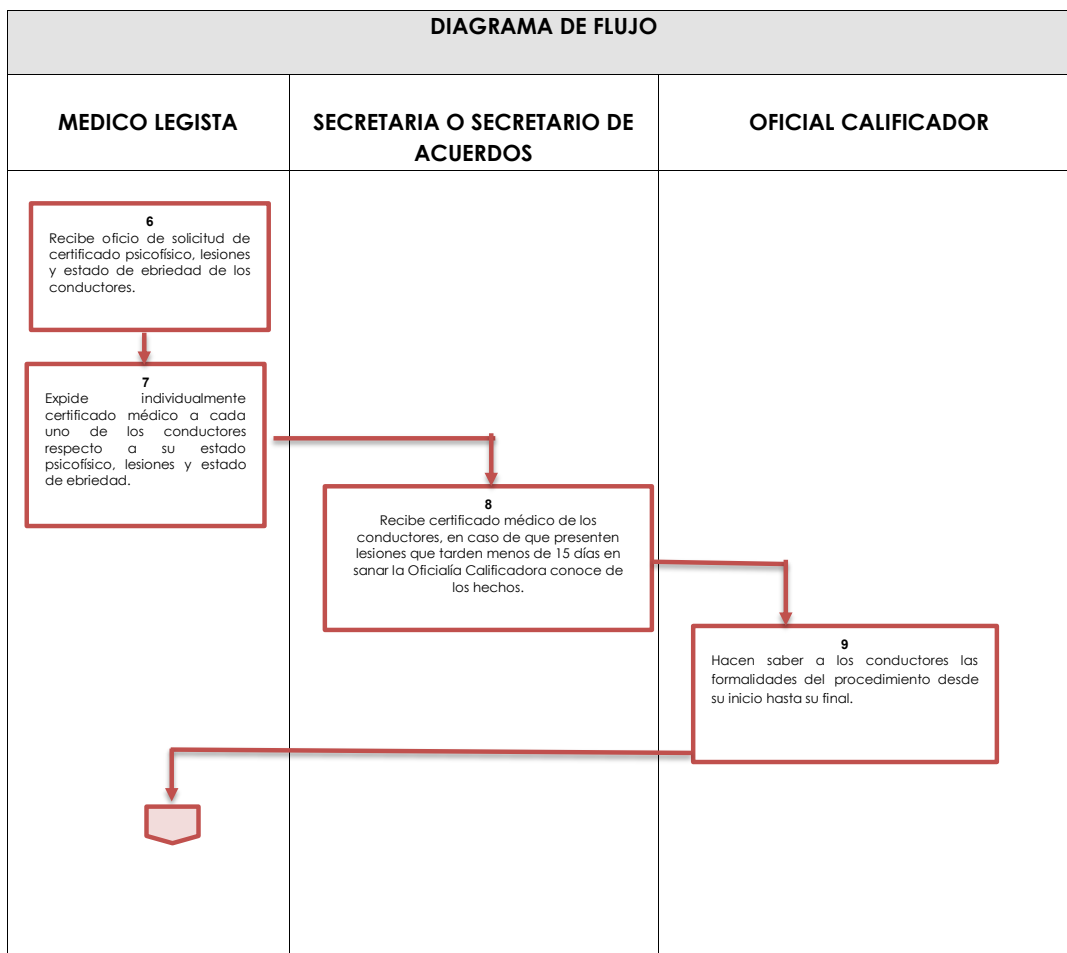 DIAGRAMA DE FLUJO
MEDICO LEGISTA
SECRETARIA O SECRETARIO DE
ACUERDOS
OFICIAL CALIFICADOR
6
Recibe oficio de solicitud de
certificado psicofísico, lesiones
y estado de ebriedad de los
conductores.
7
Expide individualmente
certificado médico a cada
uno de los conductores
respecto a su estado
psicofísico, lesiones y estado
de ebriedad.
8
Recibe certificado médico de los
conductores, en caso de que presenten
lesiones que tarden menos de 15 días en
sanar la Oficialía Calificadora conoce de
los hechos.
9
Hacen saber a los conductores las
formalidades del procedimiento desde
su inicio hasta su final.